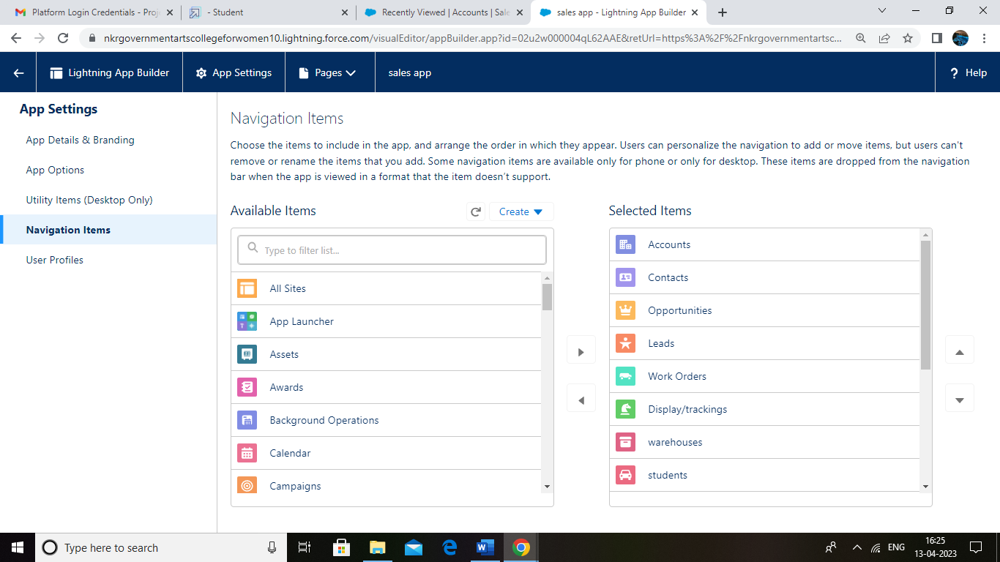 Platform Login Credentials - Proj
- Student
Recently Viewed | Accounts | Sale
sales app - Lightning App Builder
nkrgovernmentartscollegeforwomen10.lightning.force.com/visualEditor/appBuilder.app?id=02u2w000004qL62AAE&retUrl=https%3A%2F%2Fnkrgovernmentartsc...
Lightning App Builder
App Settings
Pages
sales app
? Help
App Settings
App Details & Branding
App Options
Utility Items (Desktop Only)
Navigation Items
User Profiles
Navigation Items
Choose the items to include in the app, and arrange the order in which they appear. Users can personalize the navigation to add or move items, but users can't
remove or rename the items that you add. Some navigation items are available only for phone or only for desktop. These items are dropped from the navigation
bar when the app is viewed in a format that the item doesn't support.
Available Items
Create
Type to filter list...
All Sites
App Launcher
Assets
Awards
Background Operations
Calendar
Campaigns
Selected Items
Accounts
Contacts
Opportunities
Leads
Work Orders
Display/trackings
warehouses
students
Type here to search
ENG
16:25
13-04-2023